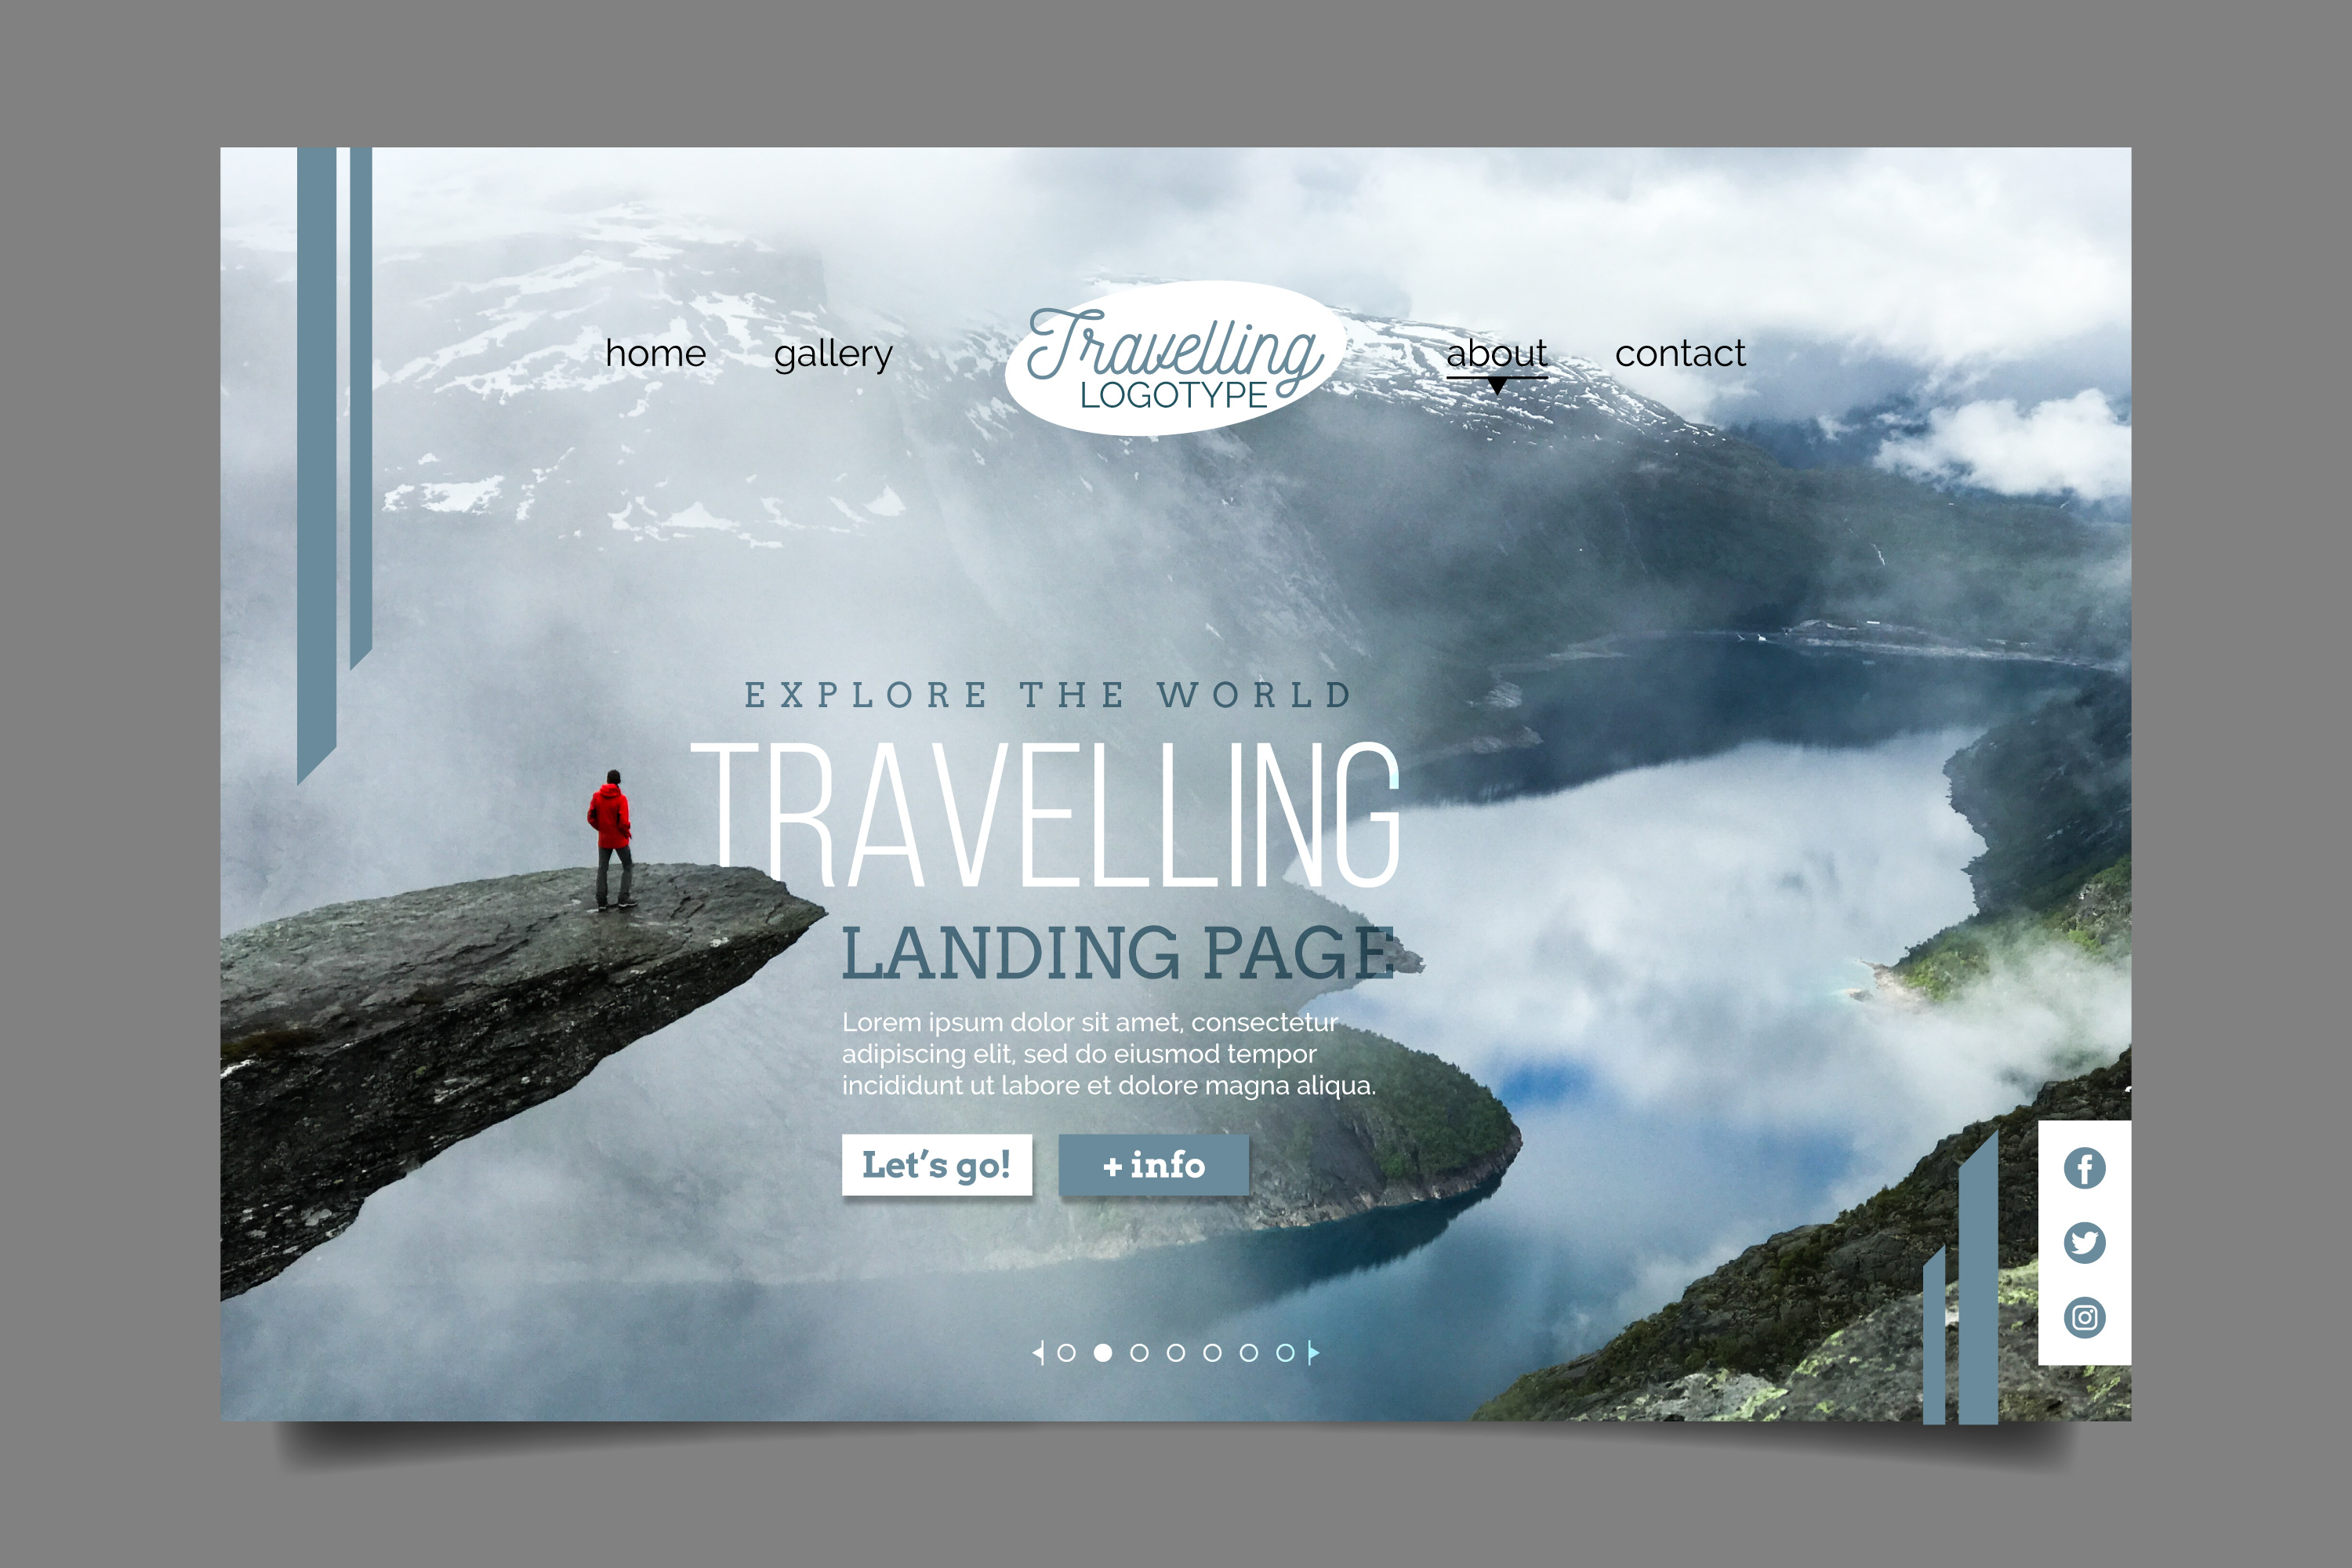 home gallery Travelling about contact
LOGOTYPE
EXPLORE THE WORLD
TRAVELLING
LANDING PAGE
Lorem ipsum dolor sit amet, consectetur
adipiscing elit, sed do eiusmod tempor
incididunt ut labore et dolore magna aliqua.
Let's go! + info